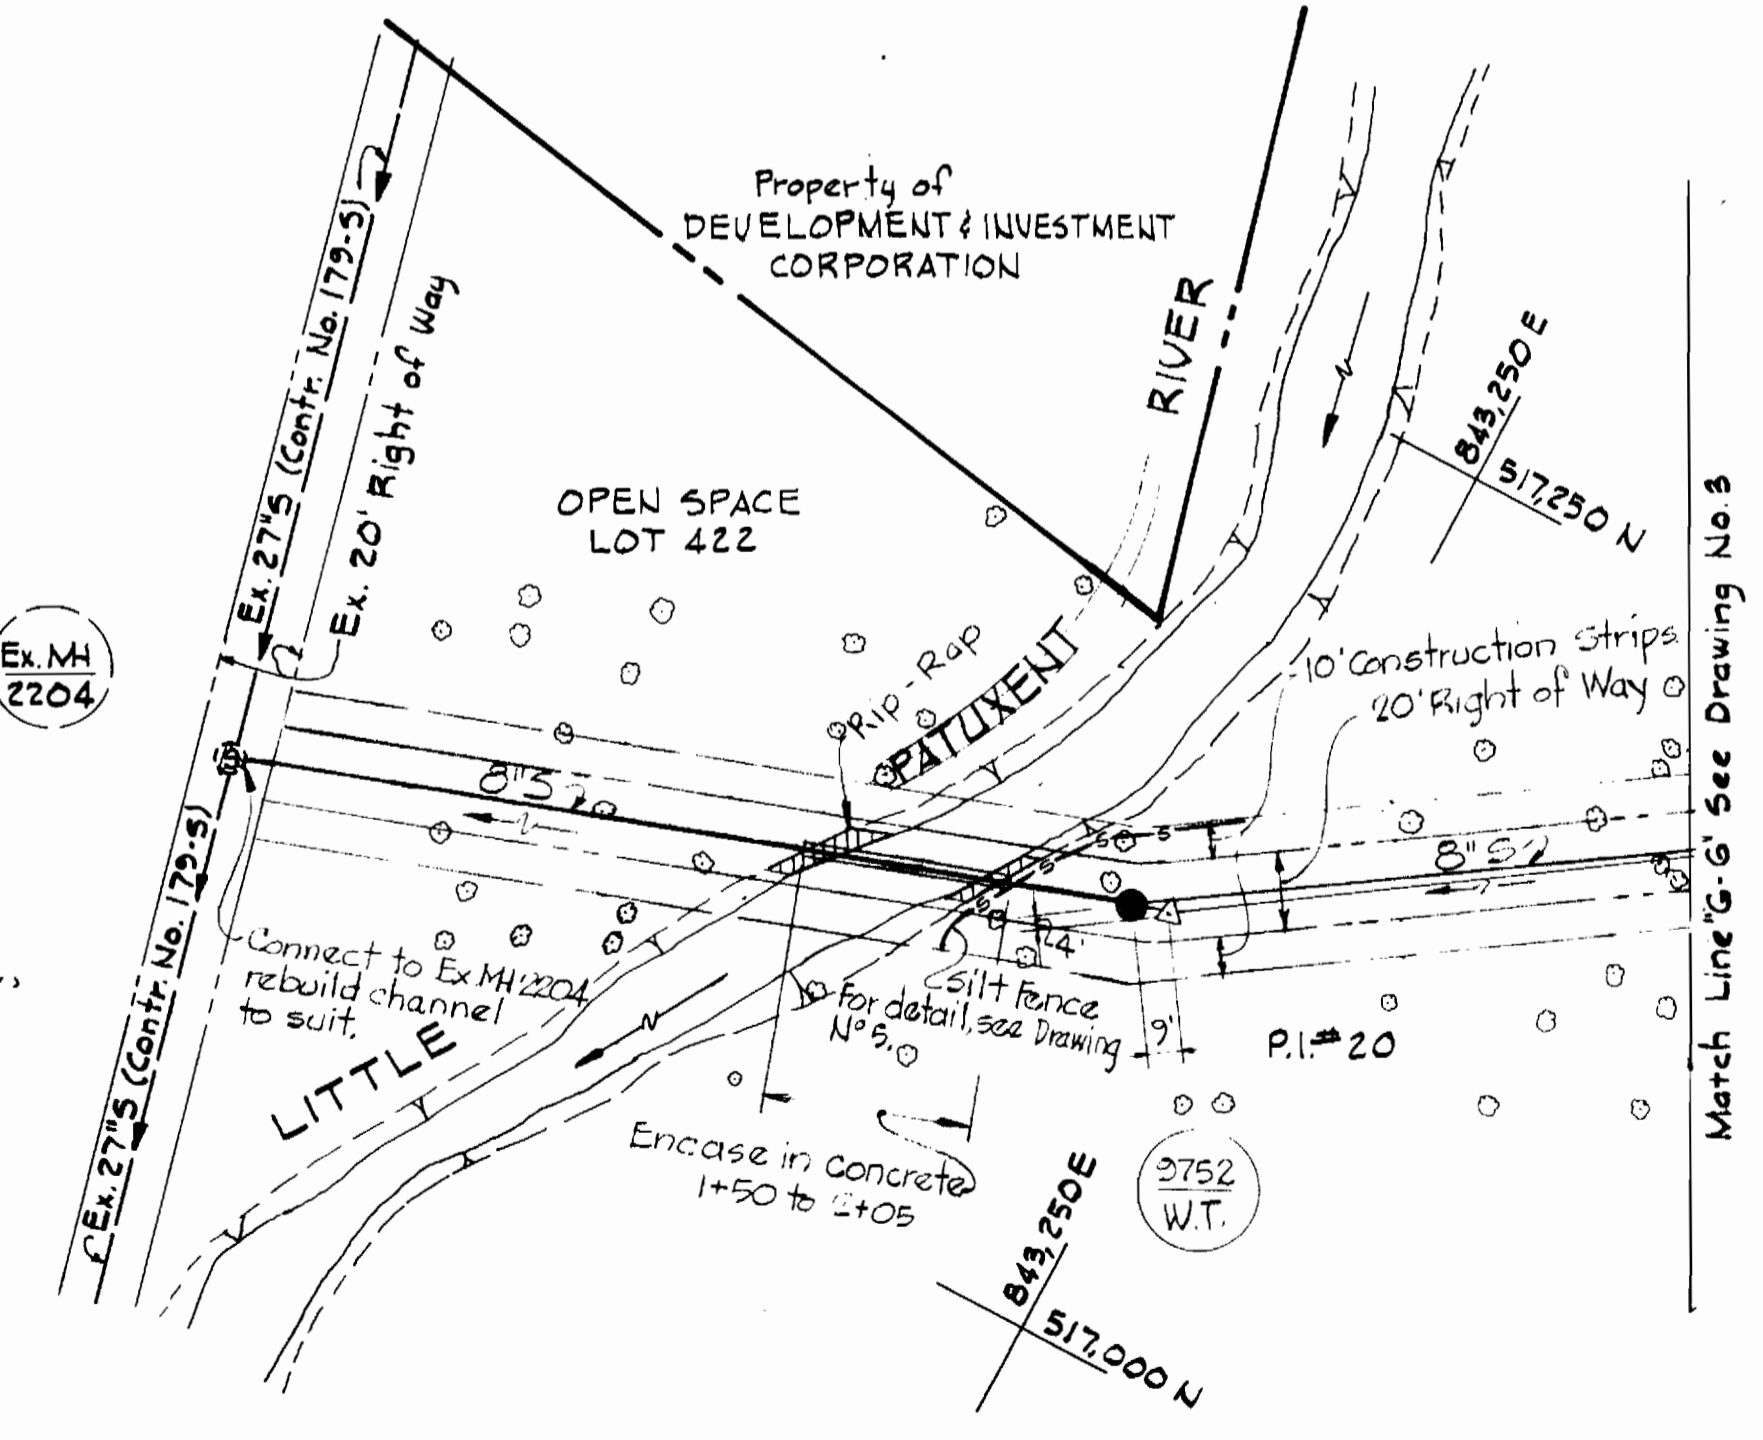 Property of
DEVELOPMENT & INVESTMENT
CORPORATION
Ex. 27"S (Contr. No. 179-S)
Ex. 20' Right of Way
RIVER
843,250 E
517,250 N
OPEN SPACE
LOT 422
Ex. MH
2204
Rip-Rap
PATUXENT
10' Construction Strips
20' Right of Way
Match Line "G-G" See Drawing No. 3
8"S
8"S
S
S
S
S
Connect to Ex. MH 2204
rebuild channel
to suit.
24'
Silt Fence
For detail, see Drawing
Nº 5.
9'
P.I. # 20
N
N
LITTLE
Ex. 27"S (Contr. No. 179-S)
Encase in Concrete
1+50 to 2+05
9752
W.T.
843,250 E
517,000 N